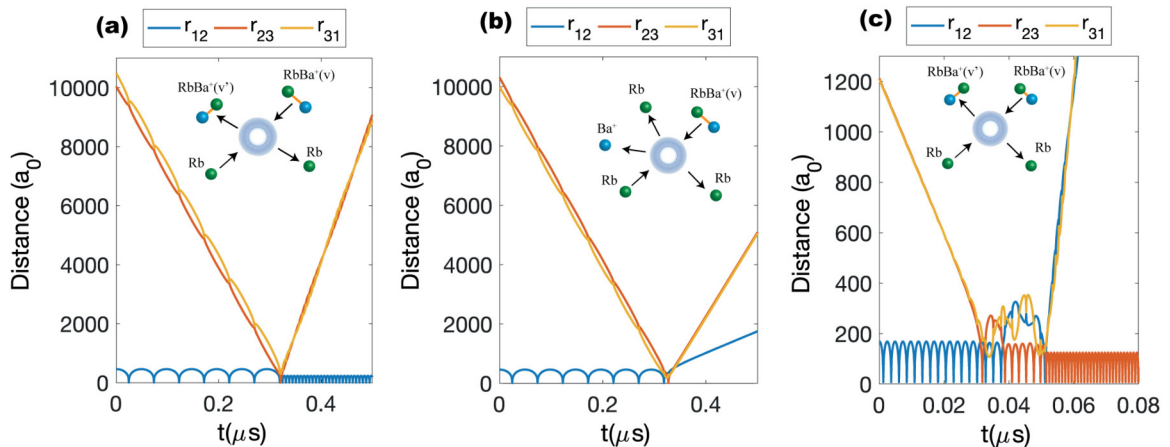 (a)
r12 r23 r31
Distance (a0)
10000
8000
6000
4000
2000
0
0 0.2 0.4
t(μs)
RbBa⁺(v')
RbBa⁺(v)
Rb
Rb
(b)
r12 r23 r31
Distance (a0)
10000
8000
6000
4000
2000
0
0 0.2 0.4
t(μs)
Rb
RbBa⁺(v)
Ba⁺
Rb
Rb
(c)
r12 r23 r31
Distance (a0)
1200
1000
800
600
400
200
0
0 0.02 0.04 0.06 0.08
t(μs)
RbBa⁺(v')
RbBa⁺(v)
Rb
Rb